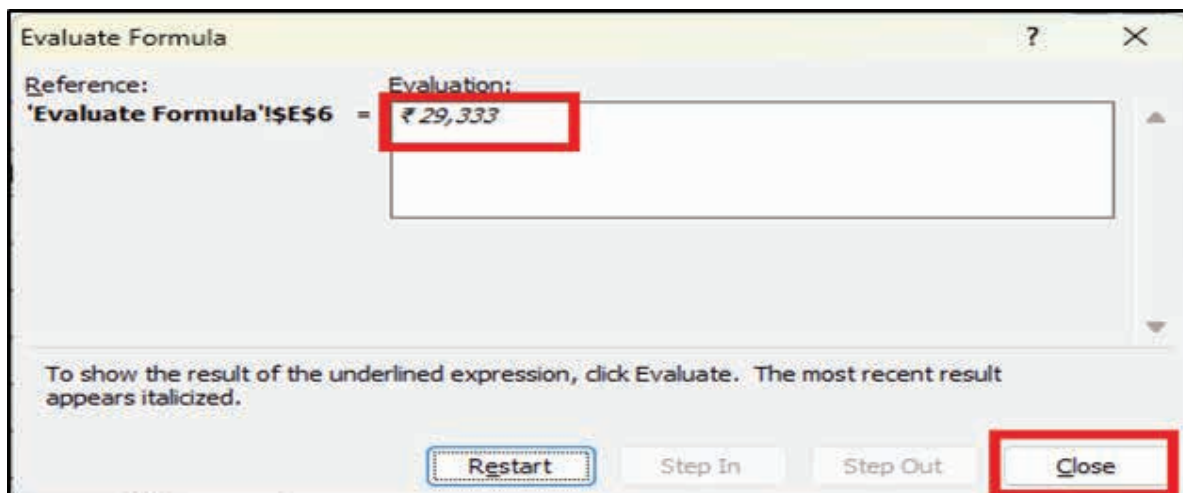 Evaluate Formula ? X
Reference: Evaluation:
'Evaluate Formula'!$E$6 = ₹ 29,333
To show the result of the underlined expression, click Evaluate. The most recent result
appears italicized.
Restart Step In Step Out Close